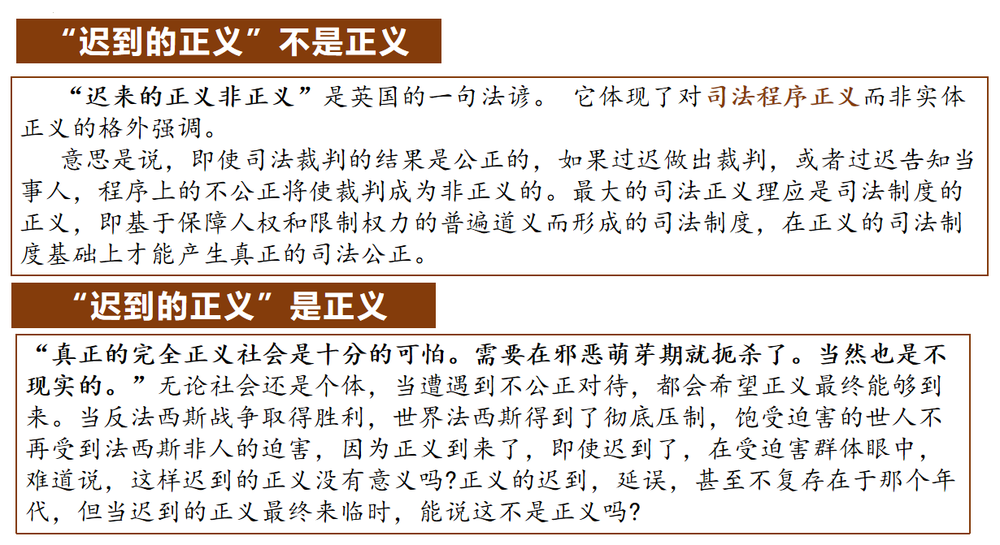 “迟到的正义”不是正义
“迟来的正义非正义”是英国的一句法谚。 它体现了对司法程序正义而非实体
正义的格外强调。
意思是说，即使司法裁判的结果是公正的，如果过迟做出裁判，或者过迟告知当
事人，程序上的不公正将使裁判成为非正义的。最大的司法正义理应是司法制度的
正义，即基于保障人权和限制权力的普遍道义而形成的司法制度，在正义的司法制
度基础上才能产生真正的司法公正。
“迟到的正义”是正义
“真正的完全正义社会是十分的可怕。需要在邪恶萌芽期就扼杀了。当然也是不
现实的。”无论社会还是个体，当遭遇到不公正对待，都会希望正义最终能够到
来。当反法西斯战争取得胜利，世界法西斯得到了彻底压制，饱受迫害的世人不
再受到法西斯非人的迫害，因为正义到来了，即使迟到了，在受迫害群体眼中，
难道说，这样迟到的正义没有意义吗?正义的迟到，延误，甚至不复存在于那个年
代，但当迟到的正义最终来临时，能说这不是正义吗?